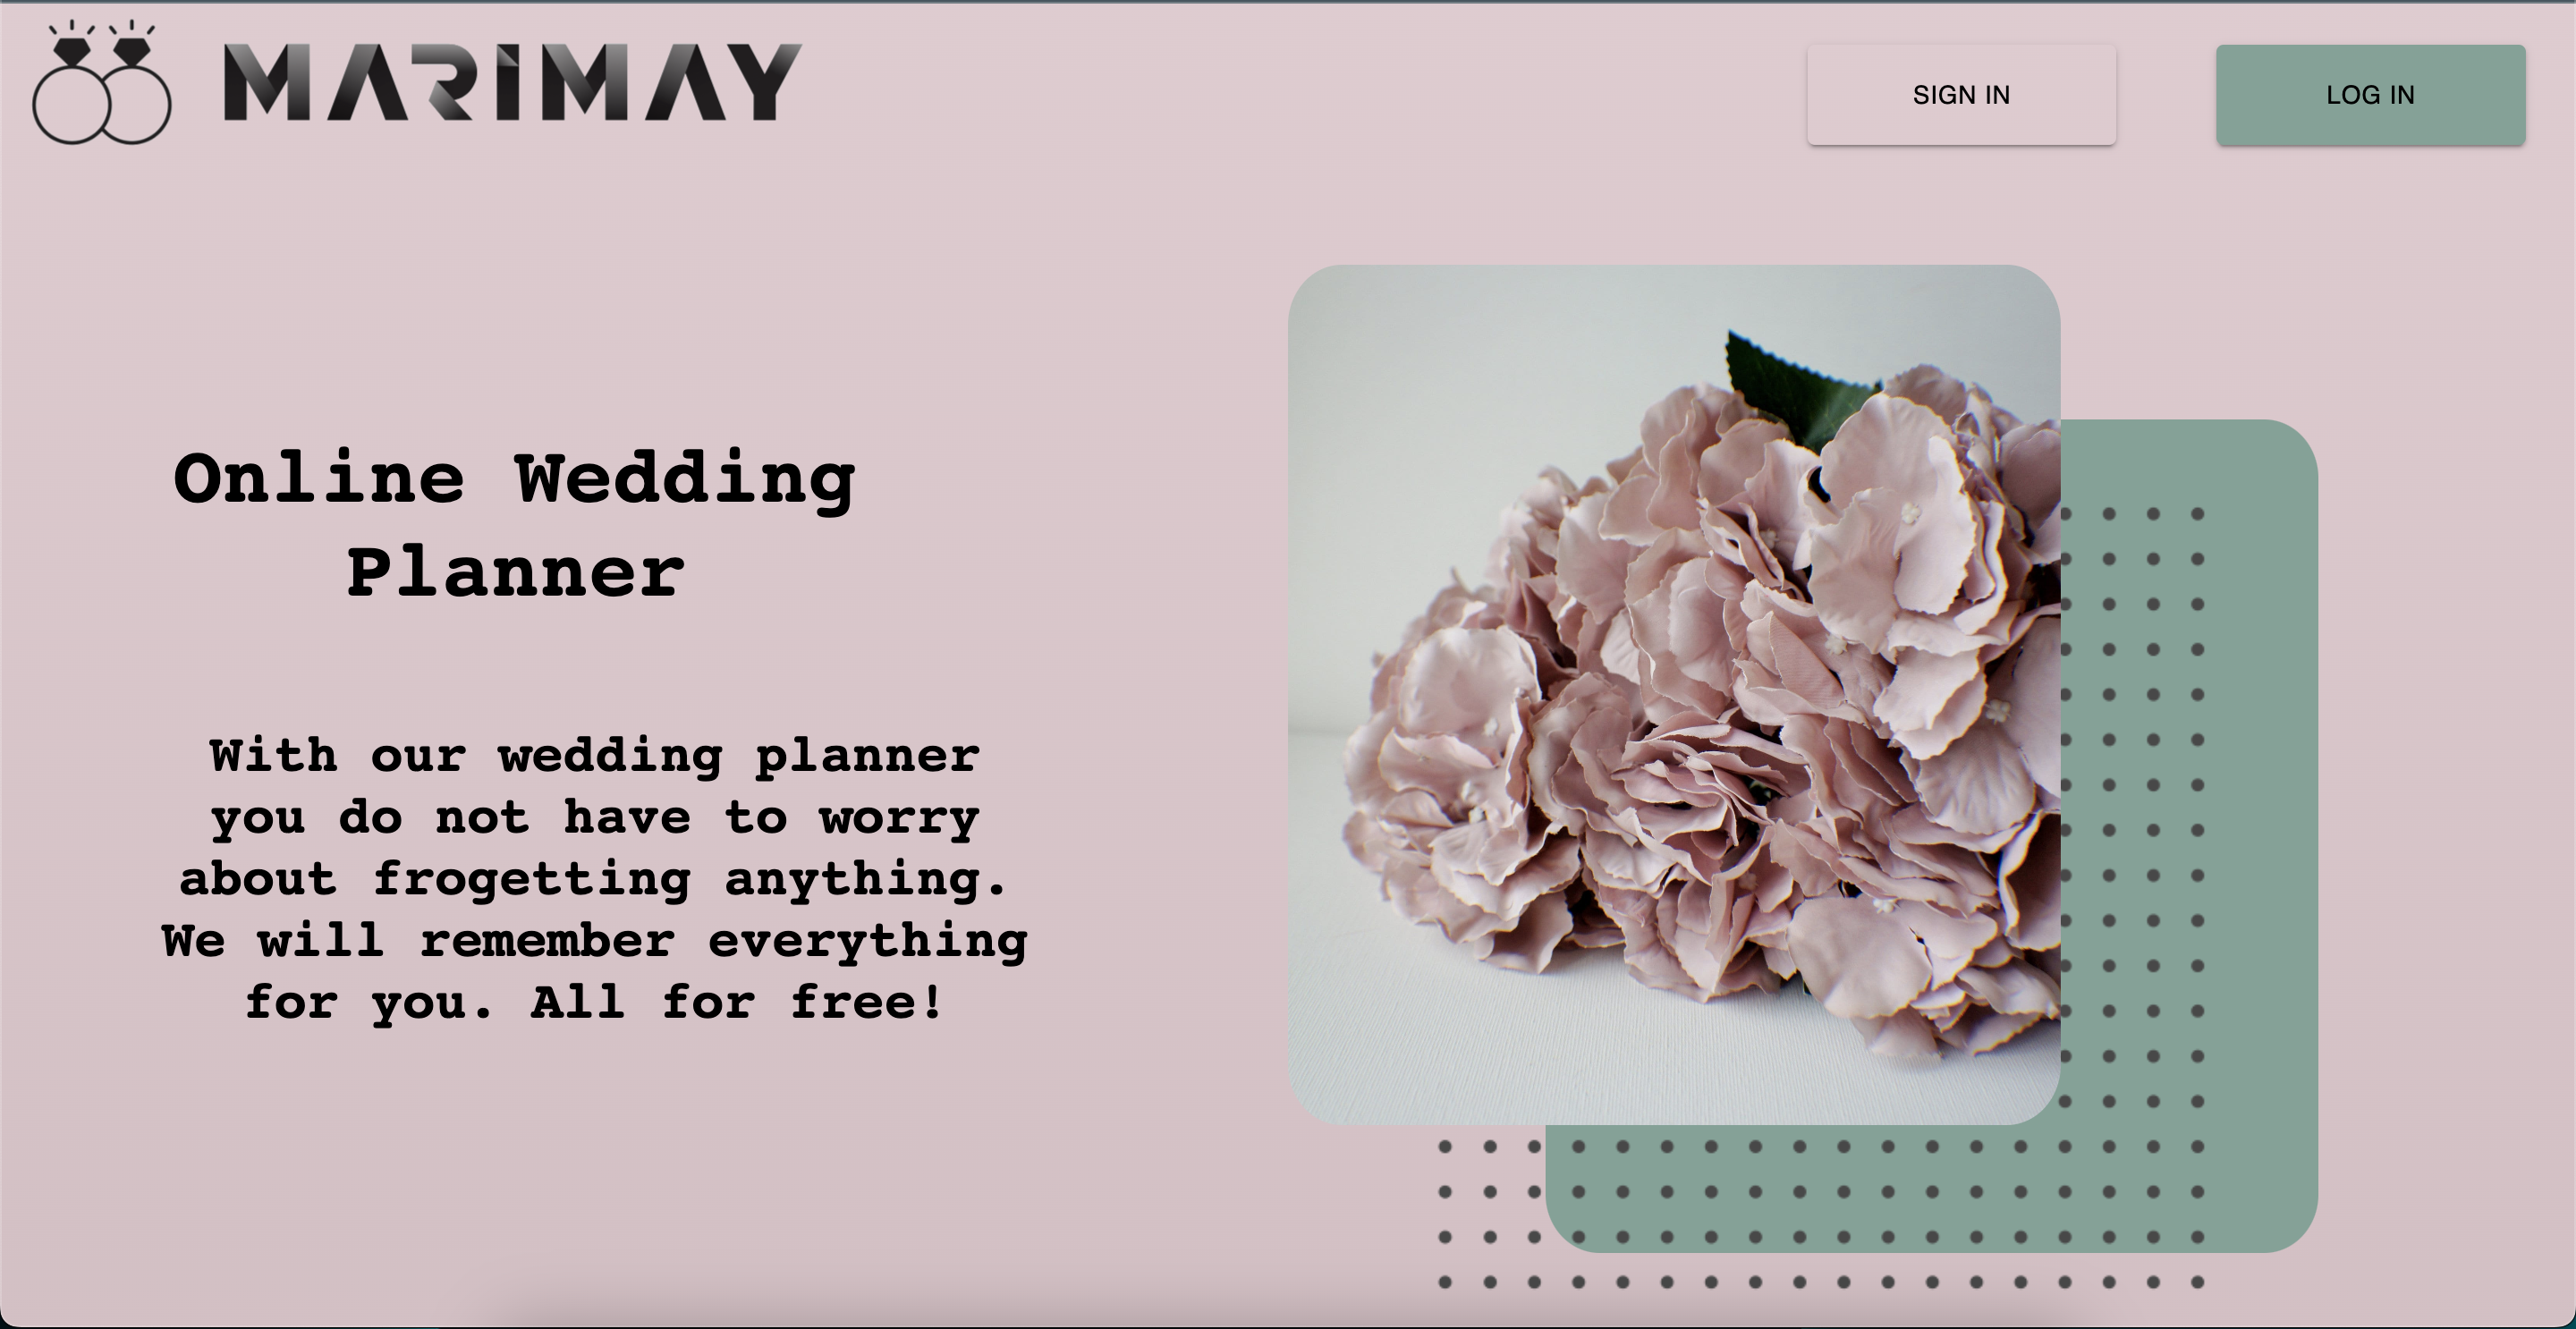 MARIMAY
SIGN IN
LOG IN
Online Wedding
Planner
With our wedding planner
you do not have to worry
about frogetting anything.
We will remember everything
for you. All for free!